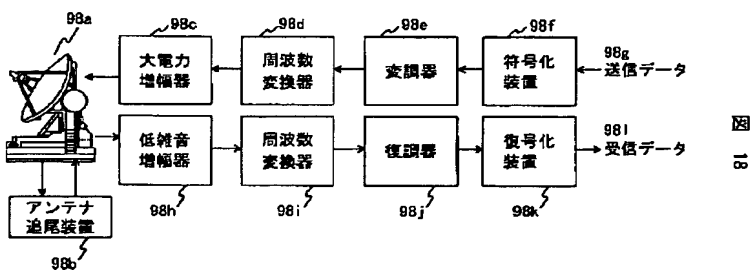 98a
98c
98d
98e
98f
大電力
増幅器
周波数
変換器
変調器
符号化
装置
98g
送信データ
低雑音
増幅器
周波数
変換器
復調器
復号化
装置
98l
受信データ
98h
98i
98j
98k
アンテナ
追尾装置
98b
図 18